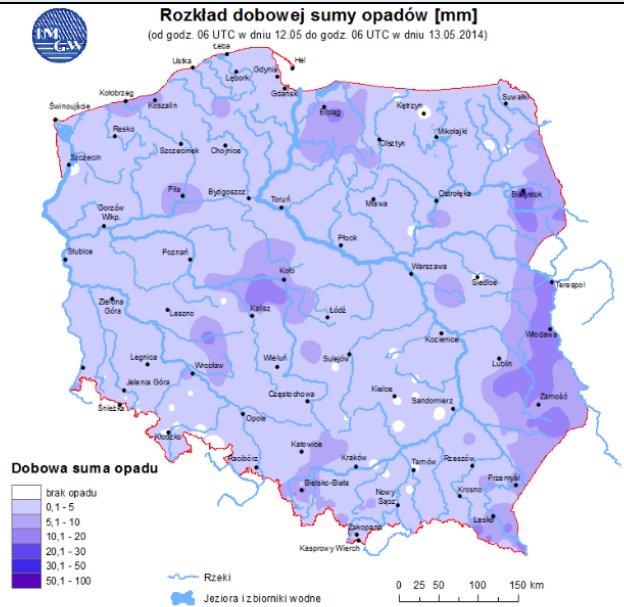 Rozkład dobowej sumy opadów [mm]
(od godz. 06 UTC w dniu 12.05 do godz. 06 UTC w dniu 13.05.2014)
IM
G-W
Łeba
Hel
Ustka
Gdynia
Lębork
Gdańsk
Kołobrzeg
Koszalin
Suwałki
Świnoujście
Elbląg
Kętrzyn
Resko
Mikołajki
Olsztyn
Szczecinek
Chojnice
Szczecin
Piła
Bydgoszcz
Białystok
Ostrołęka
Toruń
Mława
Gorzów
Wlkp.
Płock
Słubice
Poznań
Warszawa
Koło
Siedlce
Terespol
Zielona
Góra
Leszno
Kalisz
Łódź
Kozienice
Włodawa
Legnica
Wrocław
Wieluń
Sulejów
Lublin
Jelenia Góra
Kielce
Częstochowa
Sandomierz
Zamość
Śnieżka
Opole
Kłodzko
Katowice
Racibórz
Kraków
Tarnów
Rzeszów
Bielsko-Biała
Przemyśl
Nowy
Sącz
Krosno
Lesko
Zakopane
Kasprowy Wierch
Dobowa suma opadu
brak opadu
0,1 - 5
5,1 - 10
10,1 - 20
20,1 - 30
30,1 - 50
50,1 - 100
Rzeki
Jeziora i zbiorniki wodne
0 25 50 100 150 km